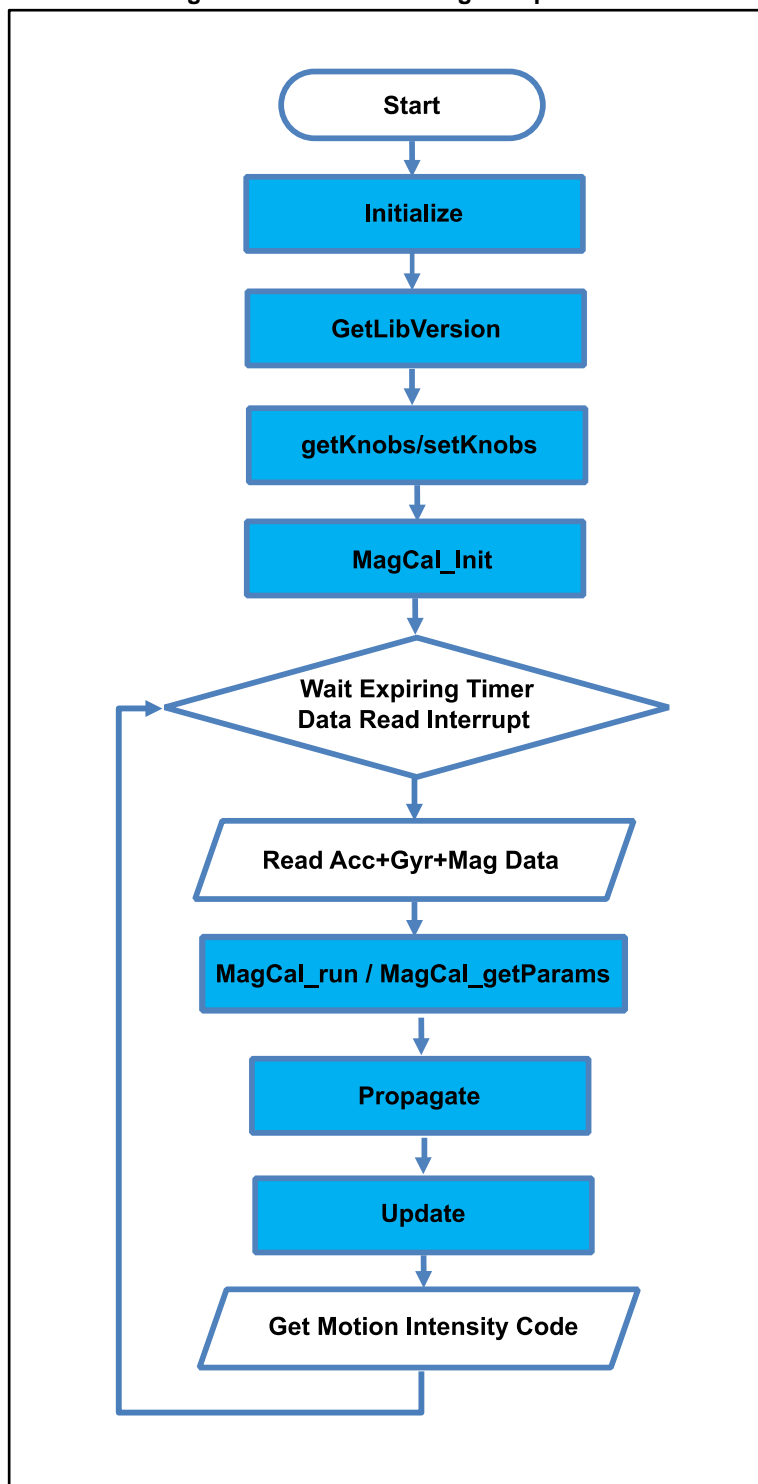 Start
Initialize
GetLibVersion
getKnobs/setKnobs
MagCal_Init
Wait Expiring Timer
Data Read Interrupt
Read Acc+Gyr+Mag Data
MagCal_run / MagCal_getParams
Propagate
Update
Get Motion Intensity Code